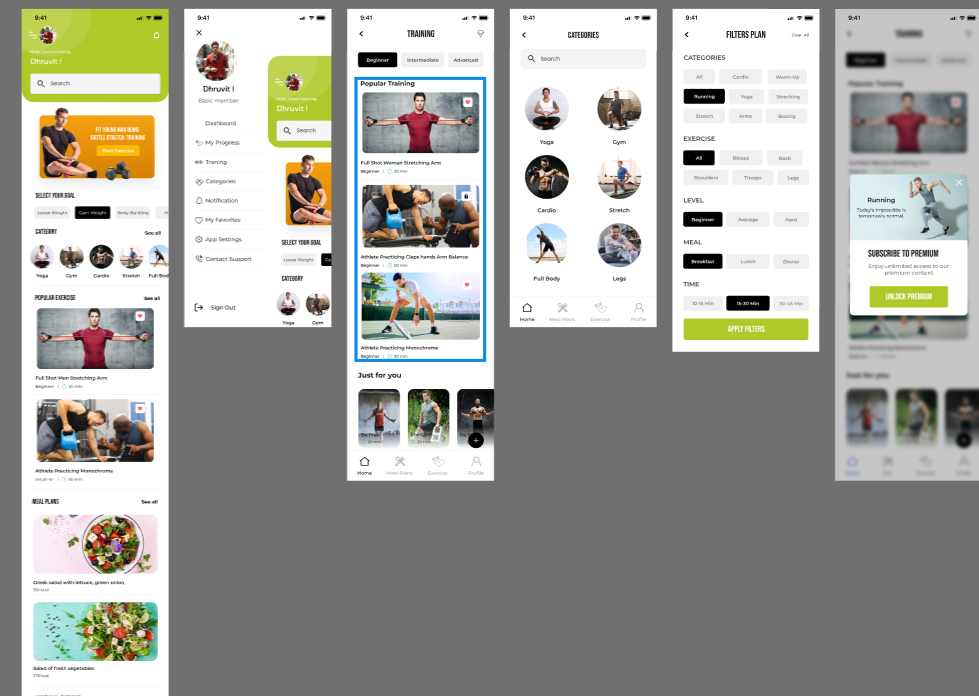 9:41
Hello, Good Morning
Dhruvit !
Search
FIT YOUNG MAN DOING
BATTLE STRETCH TRAINING
Start Exercise
SELECT YOUR GOAL
Loose Weight
Gain Weight
Body Building
CATEGORY
See all
Yoga
Gym
Cardio
Stretch
Full Bod
POPULAR EXERCISE
See all
Full Shot Man Stretching Arm
Beginner | 30 min
Athlete Practicing Monochrome
Beginner | 30 min
MEAL PLANS
See all
Greek salad with lettuce, green onion,
150 kcal
Salad of fresh vegetables
270 kcal
9:41
Dhruvit !
Basic member
Dashboard
My Progress
Training
Categories
Notification
My Favorites
App Settings
Contact Support
Sign Out
Hello, Good Morning
Dhruvit !
Search
SELECT YOUR GOAL
Loose Weight
CATEGORY
Yoga
Gym
9:41
TRAINING
Beginner
Intermediate
Advanced
Popular Training
Full Shot Woman Stretching Arm
Beginner | 30 min
Athlete Practicing Claps hands Arm Balance
Beginner | 30 min
Athlete Practicing Monochrome
Beginner | 30 min
Just for you
Home
Meal Plans
Exercise
Profile
9:41
CATEGORIES
Search
Yoga
Gym
Cardio
Stretch
Full Body
Legs
Home
Meal Plans
Exercise
Profile
9:41
FILTERS PLAN
Clear All
CATEGORIES
All
Cardio
Warm-Up
Running
Yoga
Streching
Stretch
Arms
Boxing
EXERCISE
All
Biceps
Back
Shoulders
Triceps
Legs
LEVEL
Beginner
Average
Hard
MEAL
Breakfast
Lunch
Dinner
TIME
10-15 Min
15-30 Min
30-45 Min
APPLY FILTERS
9:41
TRAINING
Running
Today's impossible is
tomorrow's normal.
SUBSCRIBE TO PREMIUM
Enjoy unlimited access to our
premium content.
UNLOCK PREMIUM
Just for you